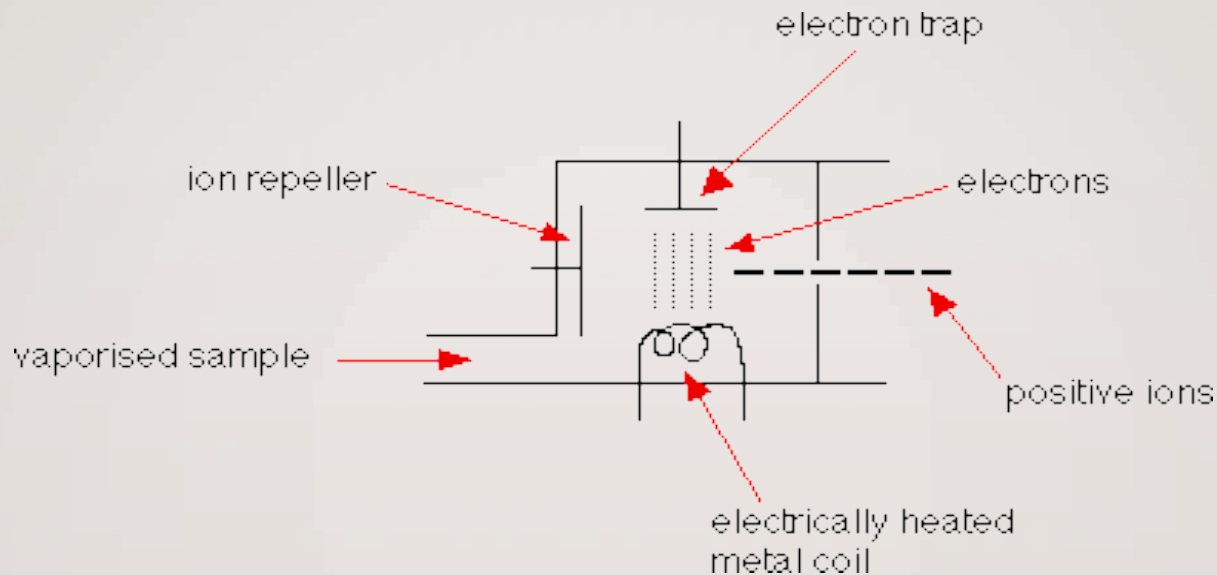 electron trap
ion repeller
electrons
vaporised sample
positive ions
electrically heated
metal coil